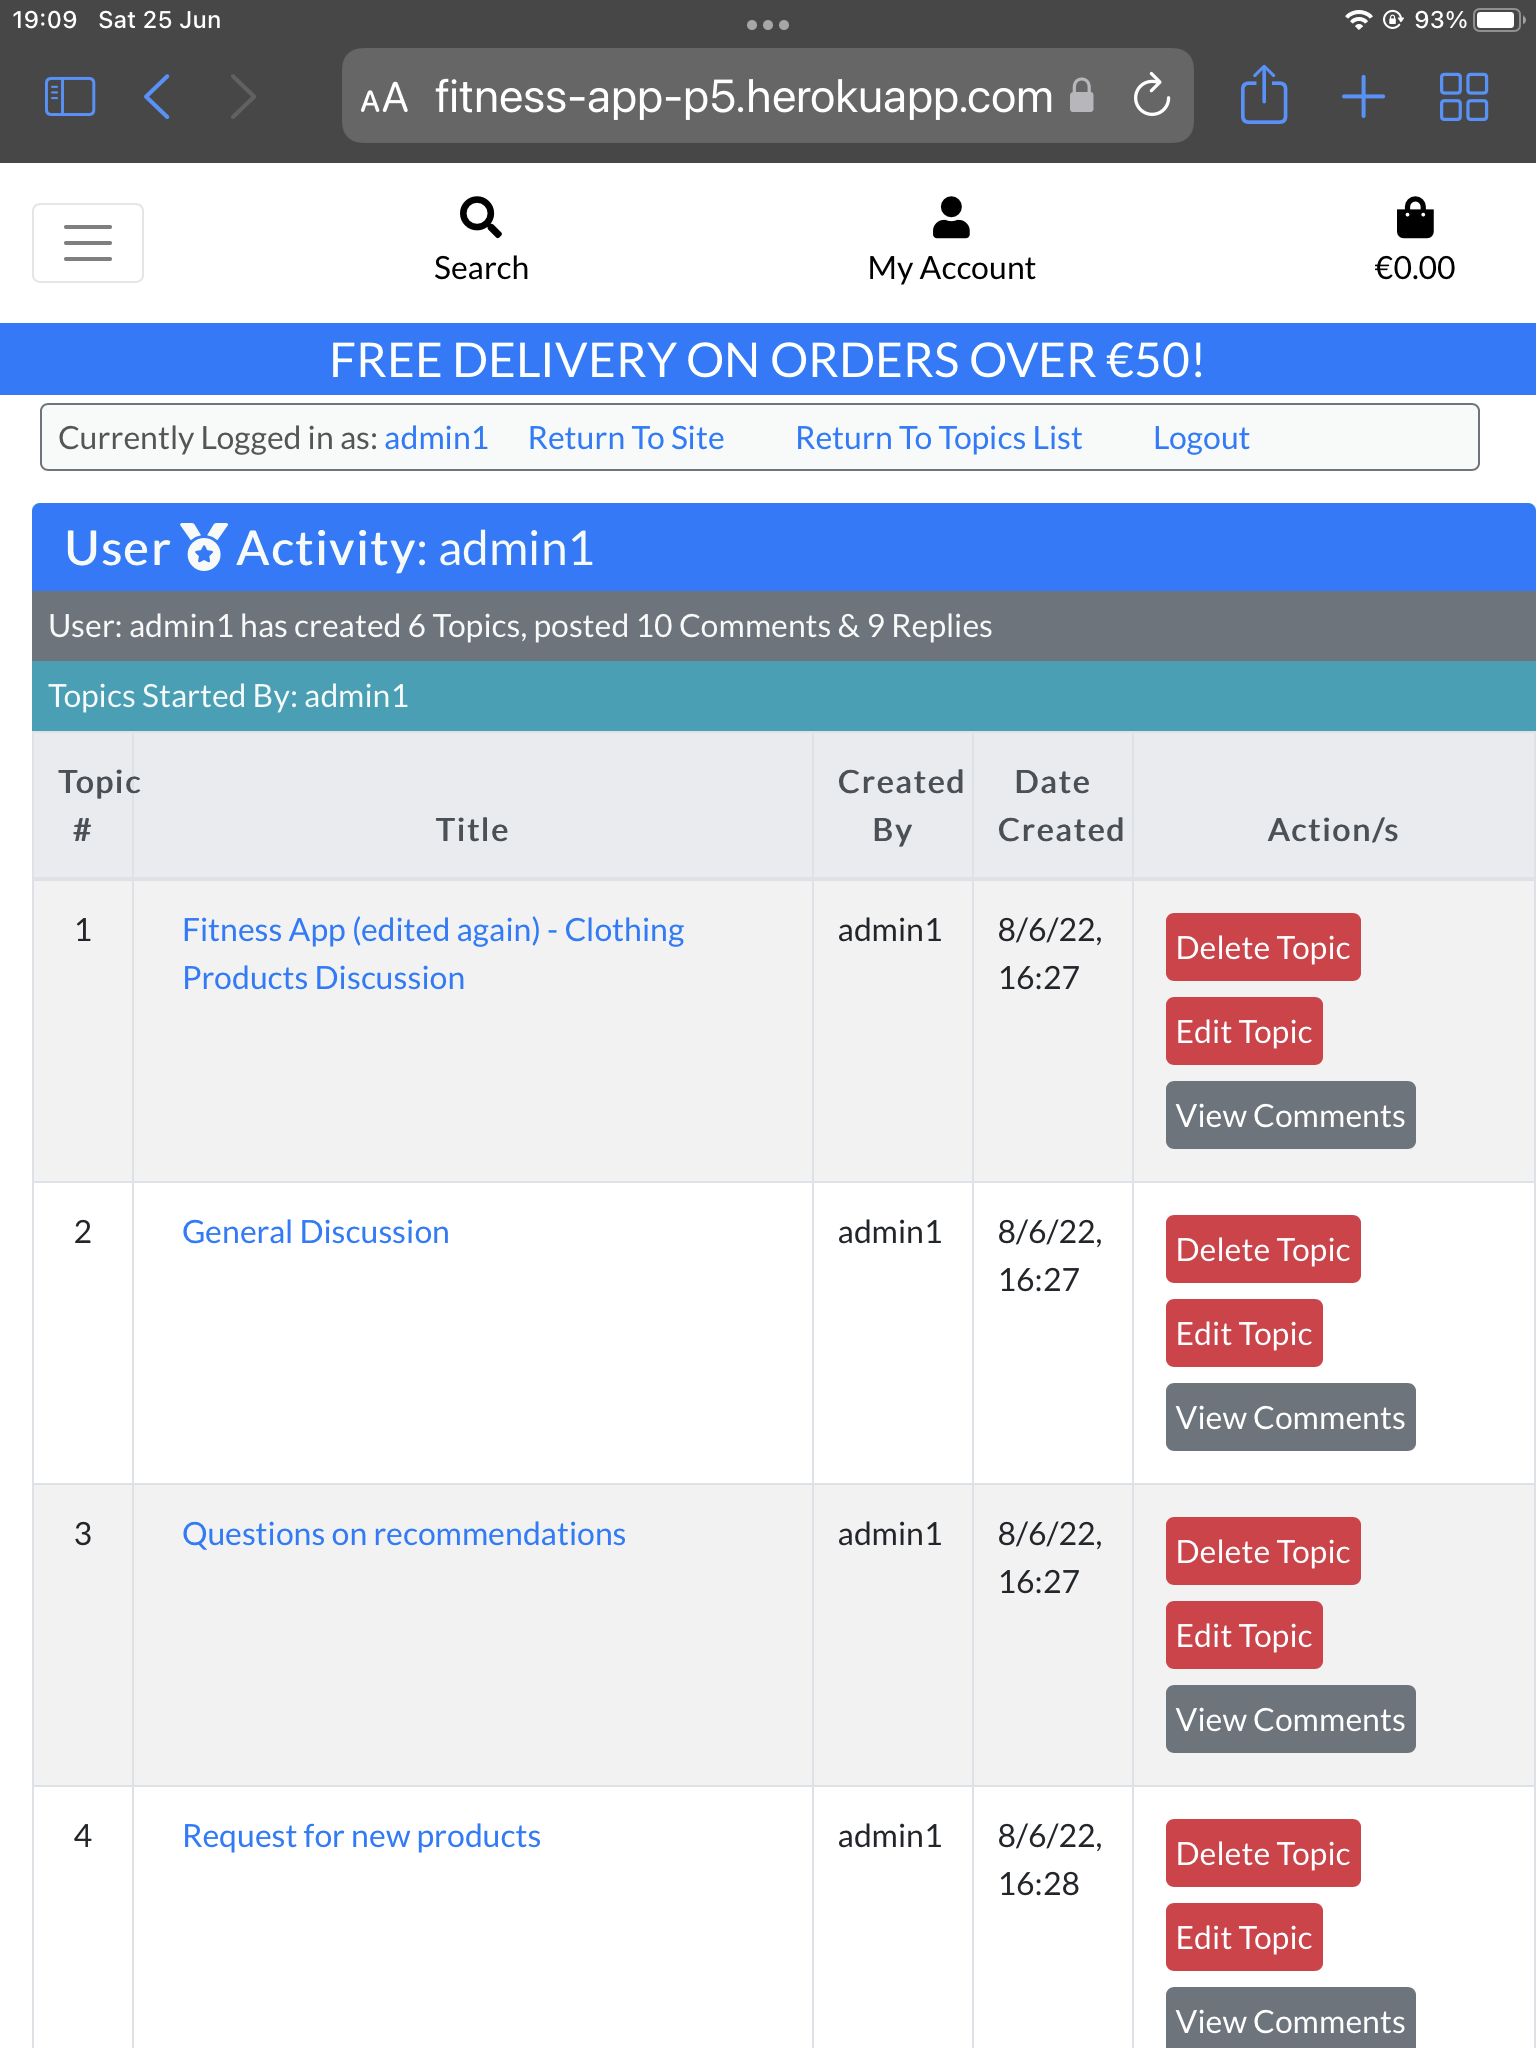 19:09 Sat 25 Jun
93%
AA fitness-app-p5.herokuapp.com
Search
My Account
€0.00
FREE DELIVERY ON ORDERS OVER €50!
Currently Logged in as: admin1 Return To Site Return To Topics List Logout
User Activity: admin1
User: admin1 has created 6 Topics, posted 10 Comments & 9 Replies
Topics Started By: admin1
Topic #
Title
Created By
Date Created
Action/s
1
Fitness App (edited again) - Clothing
Products Discussion
admin1
8/6/22,
16:27
Delete Topic
Edit Topic
View Comments
2
General Discussion
admin1
8/6/22,
16:27
Delete Topic
Edit Topic
View Comments
3
Questions on recommendations
admin1
8/6/22,
16:27
Delete Topic
Edit Topic
View Comments
4
Request for new products
admin1
8/6/22,
16:28
Delete Topic
Edit Topic
View Comments